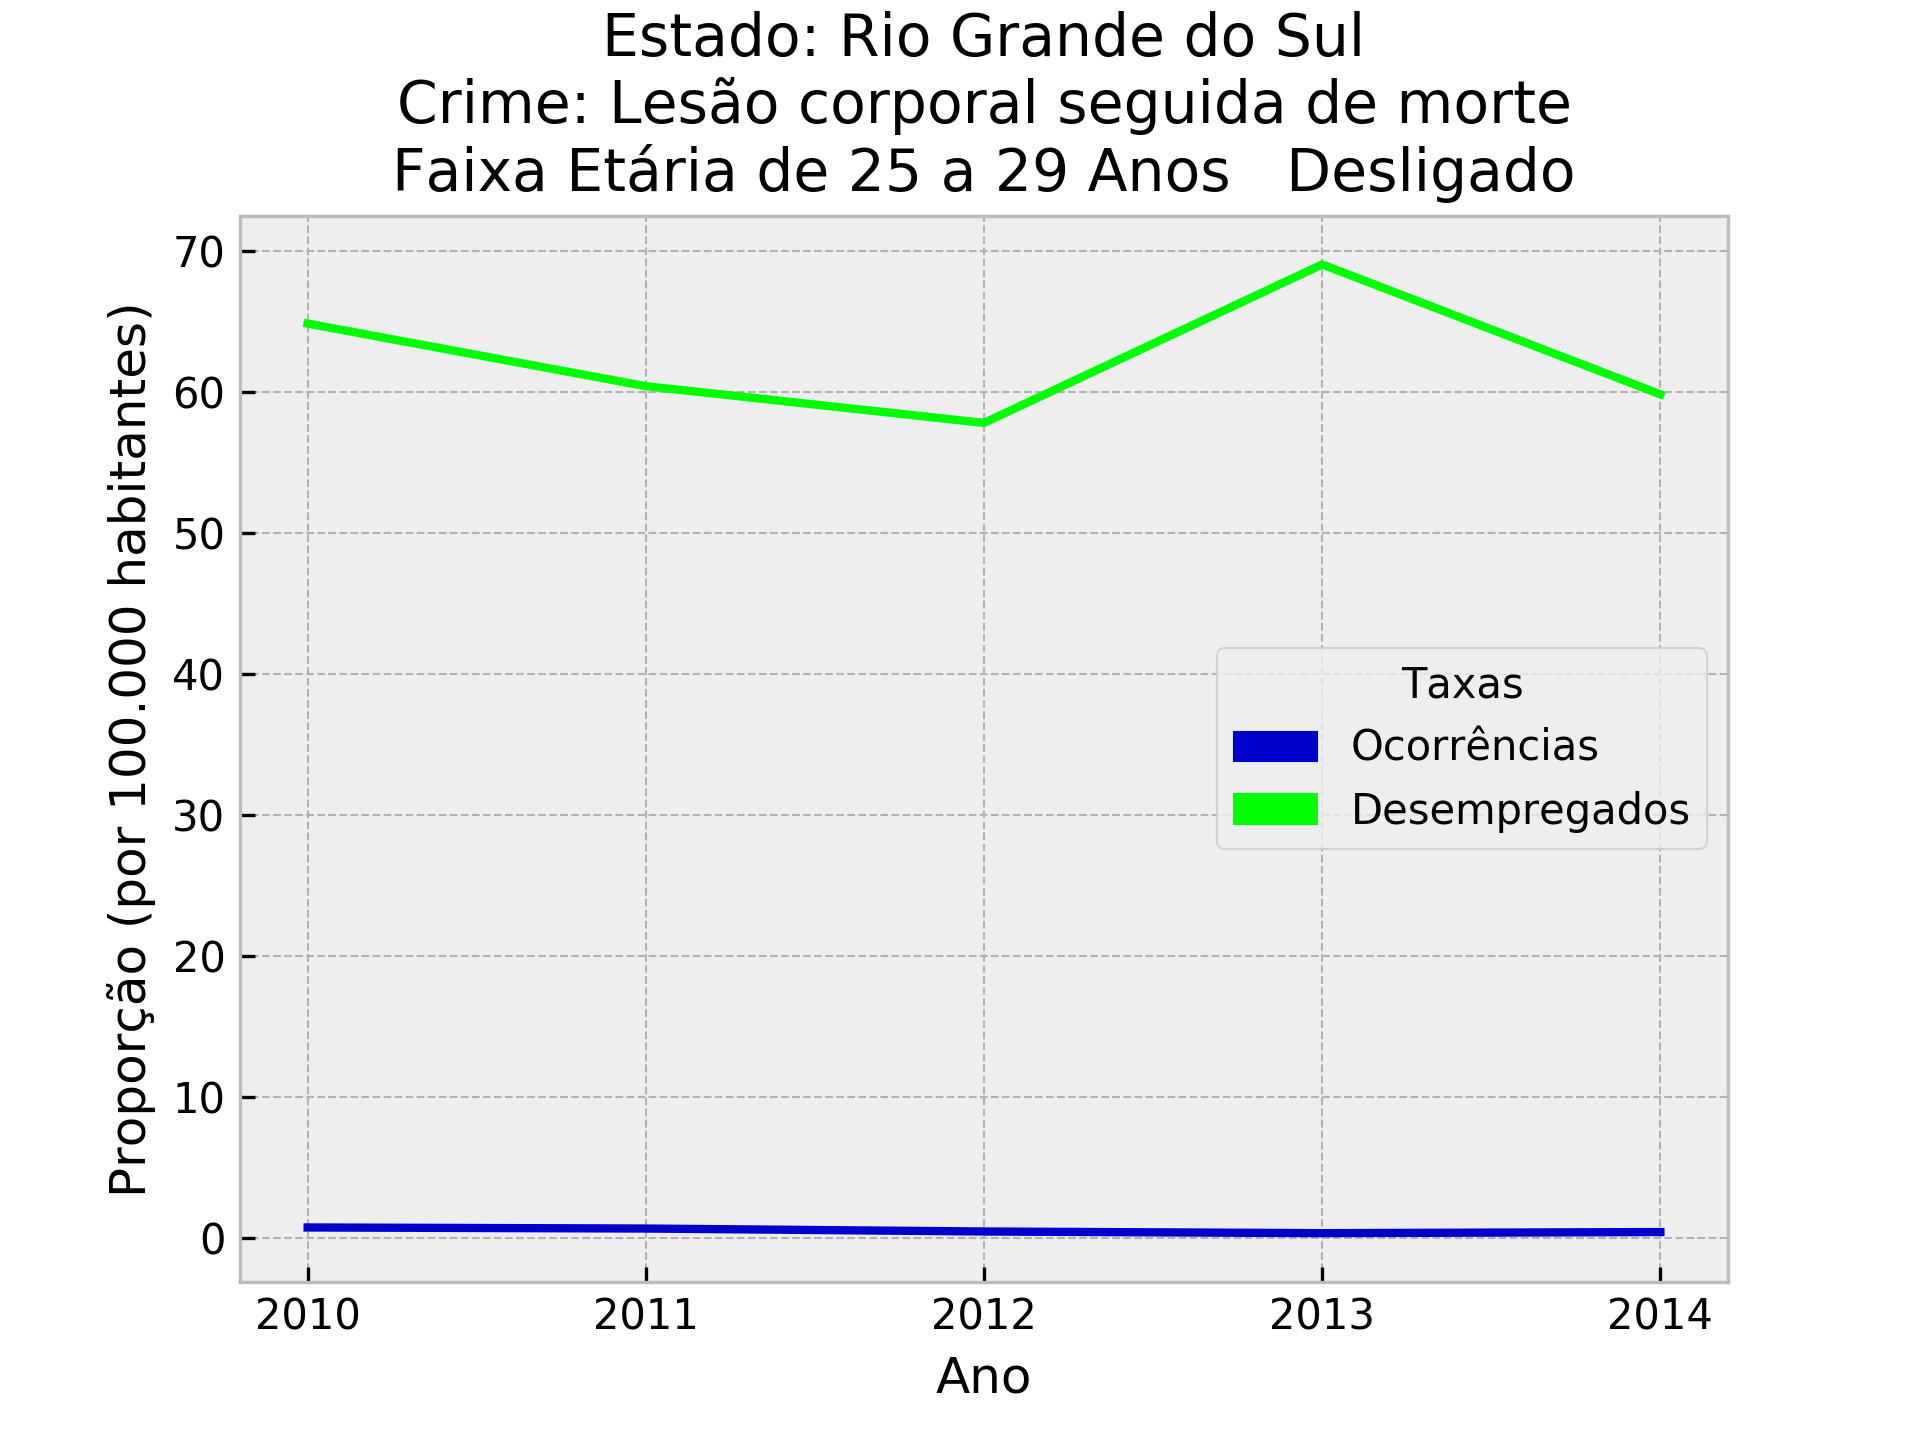 Estado: Rio Grande do Sul
Crime: Lesão corporal seguida de morte
Faixa Etária de 25 a 29 Anos   Desligado
Proporção (por 100.000 habitantes)
70
60
50
40
30
20
10
0
Taxas
Ocorrências
Desempregados
2010
2011
2012
2013
2014
Ano